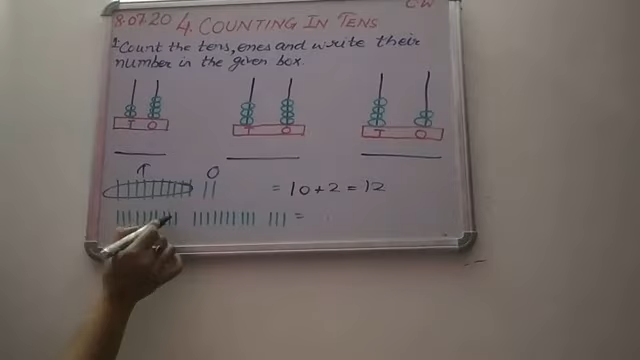 8.07.20 4. COUNTING IN TENS C.W
1. Count the tens, ones and write their
number in the given box.
T O T O T O
T O
= 10 + 2 = 12
=